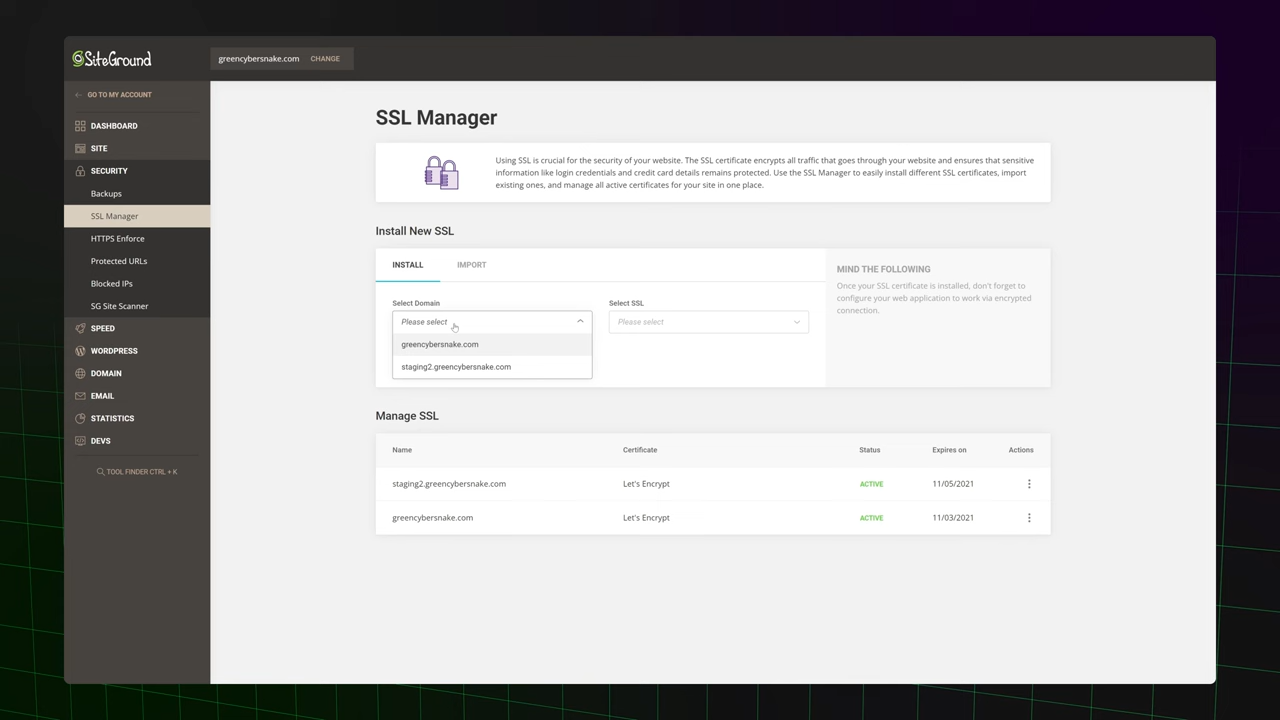 SiteGround
greencybersnake.com CHANGE
GO TO MY ACCOUNT
DASHBOARD
SITE
SECURITY
Backups
SSL Manager
HTTPS Enforce
Protected URLs
Blocked IPs
SG Site Scanner
SPEED
WORDPRESS
DOMAIN
EMAIL
STATISTICS
DEVS
TOOL FINDER CTRL + K
SSL Manager
Using SSL is crucial for the security of your website. The SSL certificate encrypts all traffic that goes through your website and ensures that sensitive
information like login credentials and credit card details remains protected. Use the SSL Manager to easily install different SSL certificates, import
existing ones, and manage all active certificates for your site in one place.
Install New SSL
INSTALL IMPORT
Select Domain
Please select
greencybersnake.com
staging2.greencybersnake.com
Select SSL
Please select
MIND THE FOLLOWING
Once your SSL certificate is installed, don't forget to
configure your web application to work via encrypted
connection.
Manage SSL
Name Certificate Status Expires on Actions
staging2.greencybersnake.com Let's Encrypt ACTIVE 11/05/2021
greencybersnake.com Let's Encrypt ACTIVE 11/03/2021